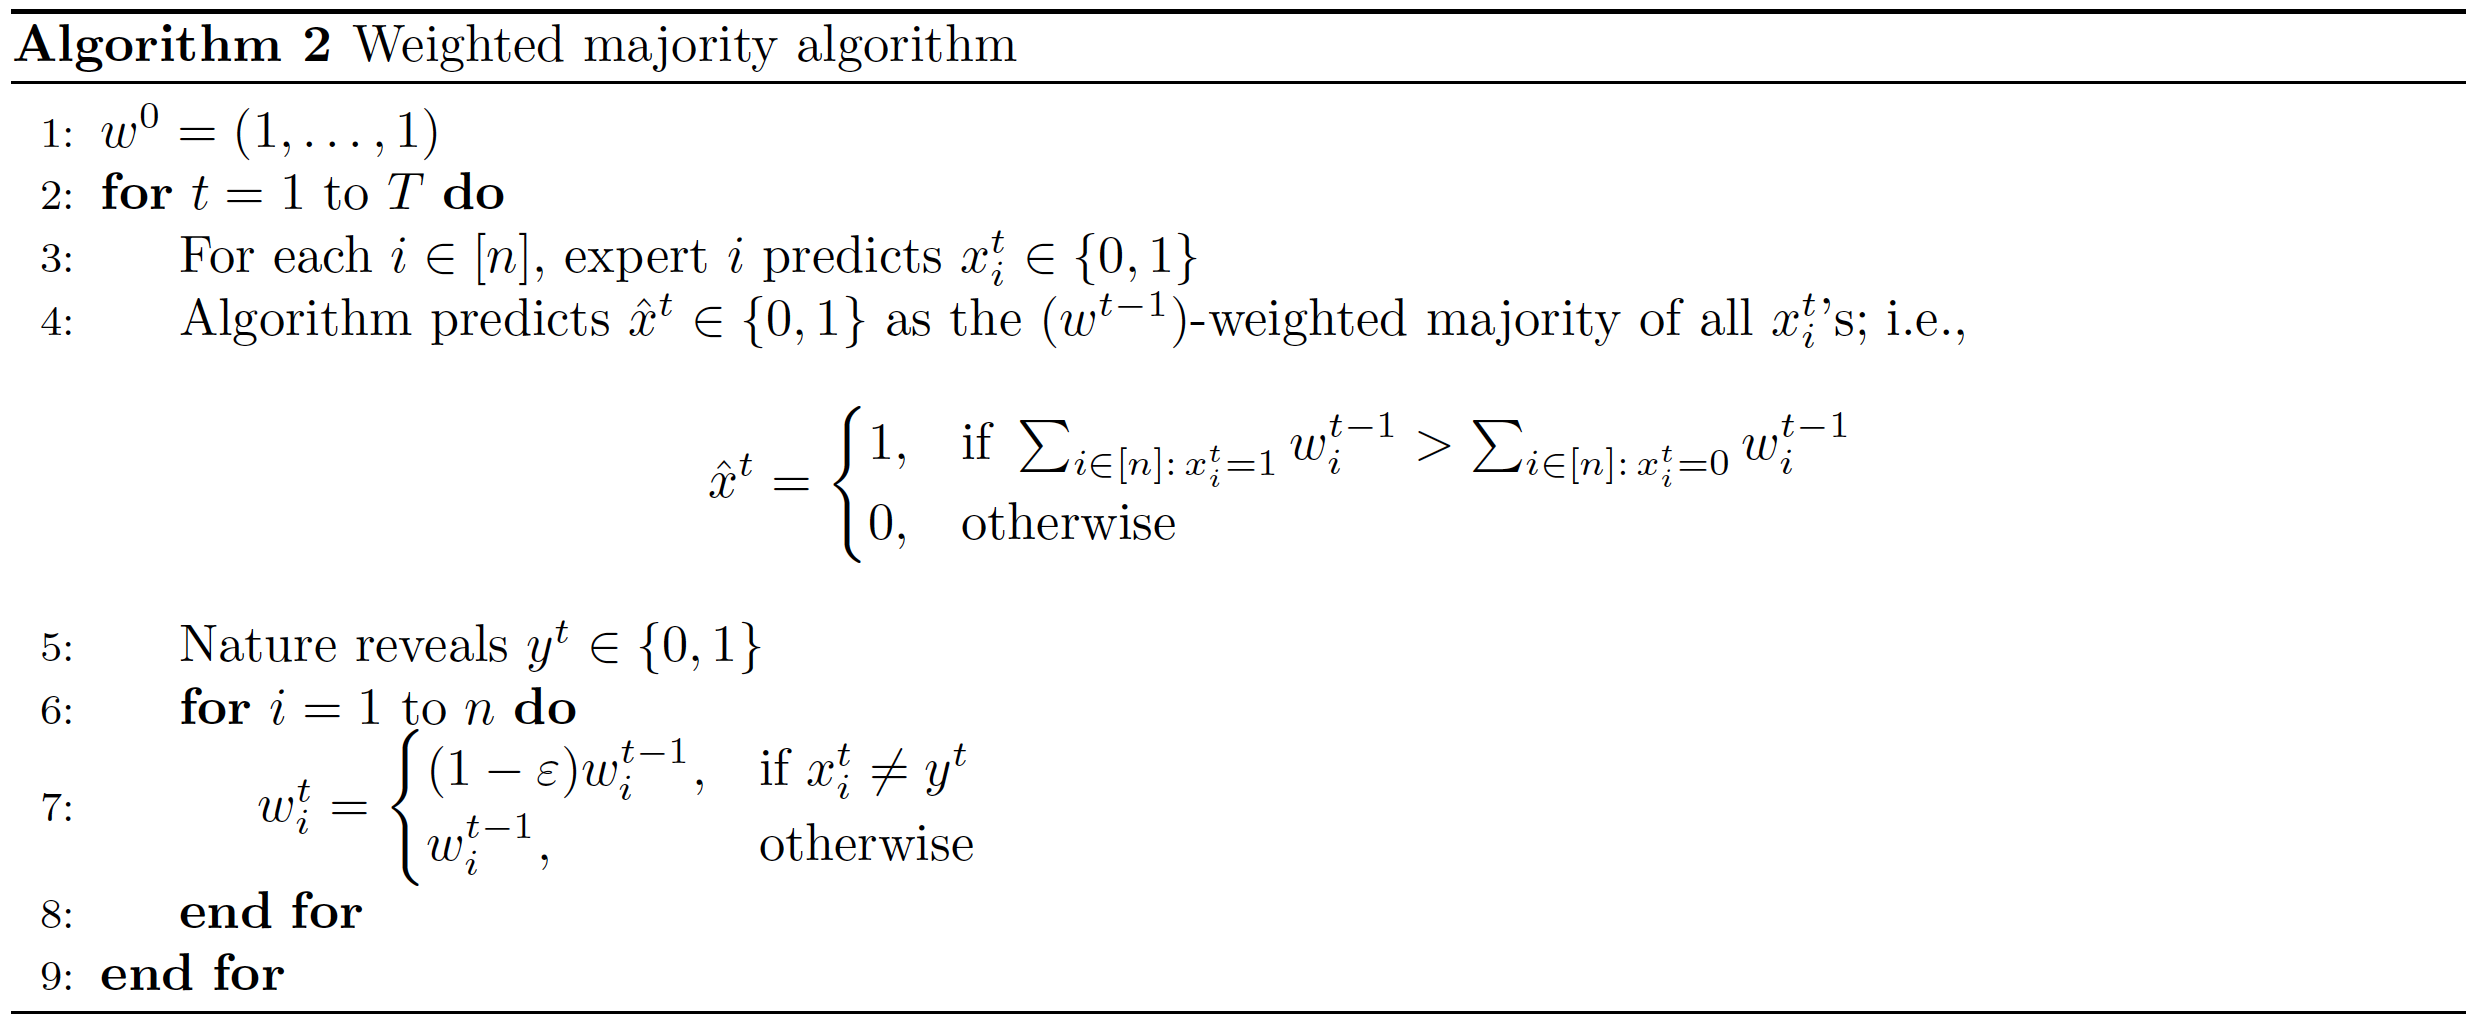 Algorithm 2 Weighted majority algorithm
1: $w^0 = (1, \ldots, 1)$
2: for $t = 1$ to $T$ do
3: For each $i \in [n]$, expert $i$ predicts $x_i^t \in \{0, 1\}$
4: Algorithm predicts $\hat{x}^t \in \{0, 1\}$ as the $(w^{t-1})$-weighted majority of all $x_i^t$'s; i.e.,
$\hat{x}^t = \begin{cases} 1, & \text{if } \sum_{i \in [n]: x_i^t = 1} w_i^{t-1} > \sum_{i \in [n]: x_i^t = 0} w_i^{t-1} \\ 0, & \text{otherwise} \end{cases}$
5: Nature reveals $y^t \in \{0, 1\}$
6: for $i = 1$ to $n$ do
7: $w_i^t = \begin{cases} (1 - \varepsilon) w_i^{t-1}, & \text{if } x_i^t \neq y^t \\ w_i^{t-1}, & \text{otherwise} \end{cases}$
8: end for
9: end for